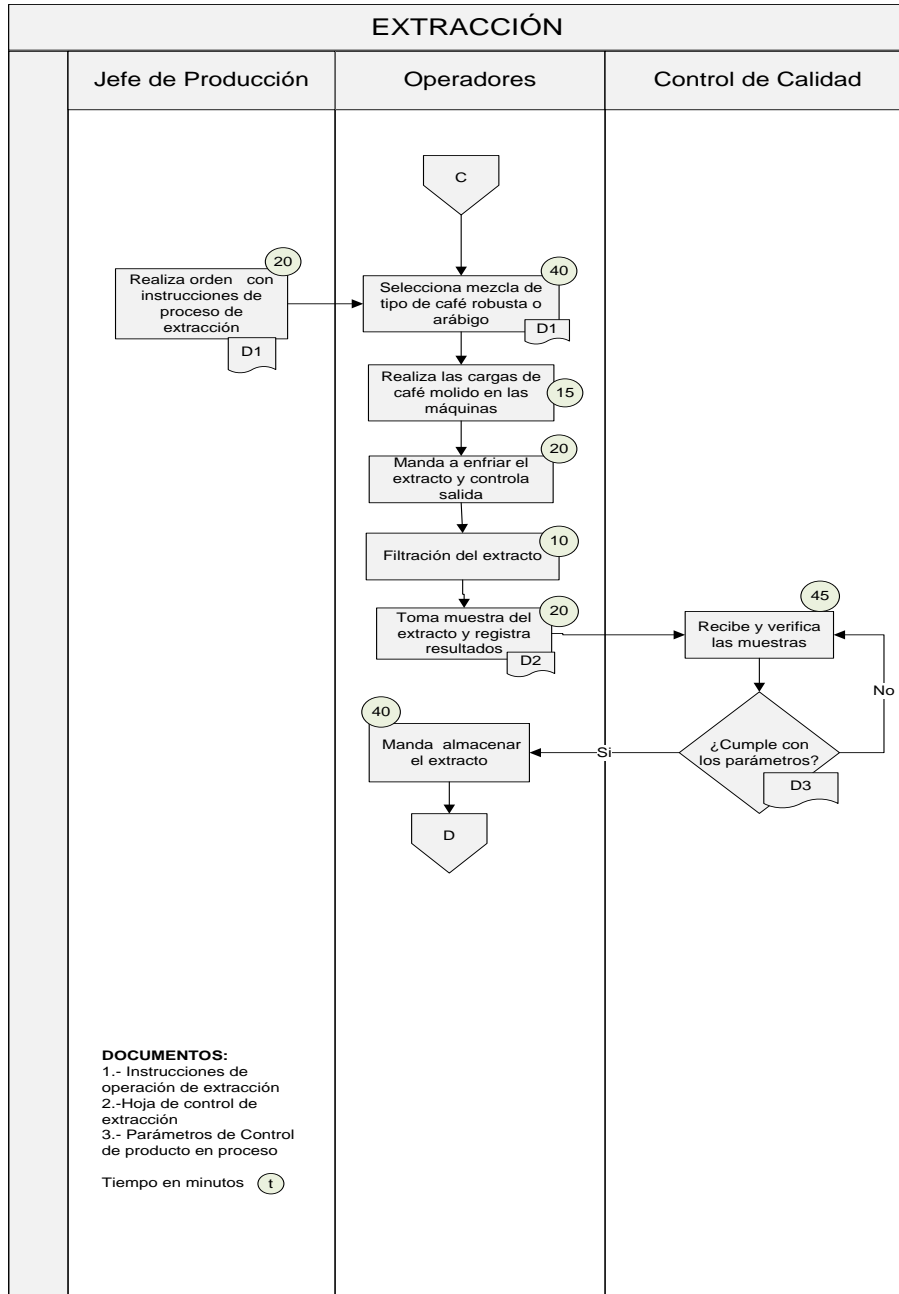 EXTRACCIÓN
Jefe de Producción
Operadores
Control de Calidad
C
20
Realiza orden con
instrucciones de
proceso de
extracción
D1
40
Selecciona mezcla de
tipo de café robusta o
arábigo
D1
Realiza las cargas de
café molido en las
máquinas
15
20
Manda a enfriar el
extracto y controla
salida
10
Filtración del extracto
20
Toma muestra del
extracto y registra
resultados
D2
45
Recibe y verifica
las muestras
No
¿Cumple con
los parámetros?
D3
Si
40
Manda almacenar
el extracto
D
DOCUMENTOS:
1.- Instrucciones de
operación de extracción
2.-Hoja de control de
extracción
3.- Parámetros de Control
de producto en proceso
Tiempo en minutos t